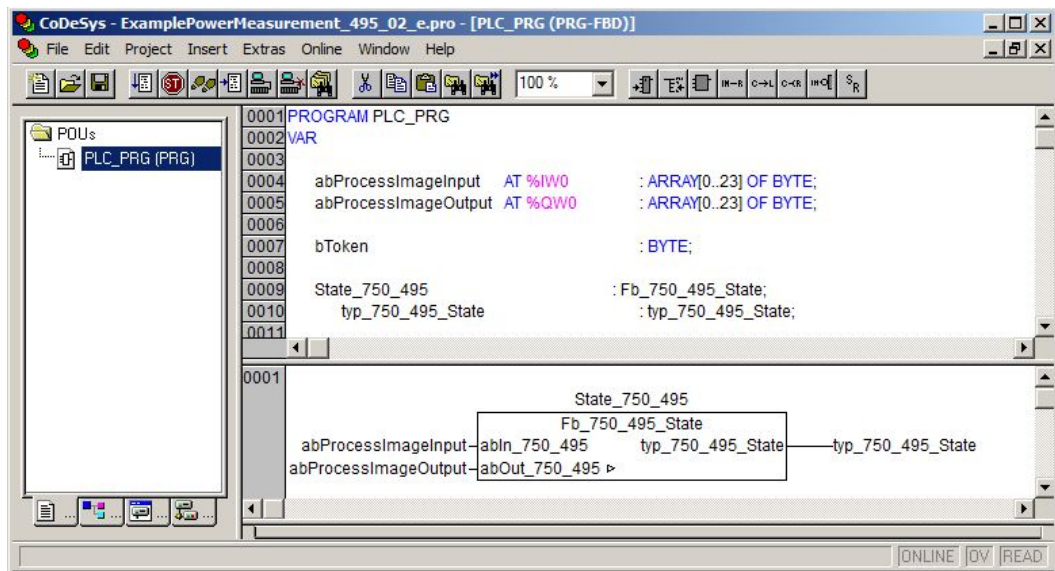 CoDeSys - ExamplePowerMeasurement_495_02_e.pro - [PLC_PRG (PRG-FBD)]
File Edit Project Insert Extras Online Window Help
100 %
POUs
PLC_PRG (PRG)
0001 PROGRAM PLC_PRG
0002 VAR
0003
0004 abProcessImageInput AT %IW0 : ARRAY[0..23] OF BYTE;
0005 abProcessImageOutput AT %QW0 : ARRAY[0..23] OF BYTE;
0006
0007 bToken : BYTE;
0008
0009 State_750_495 : Fb_750_495_State;
0010 typ_750_495_State : typ_750_495_State;
0011
0001
State_750_495
Fb_750_495_State
abProcessImageInput abIn_750_495 typ_750_495_State typ_750_495_State
abProcessImageOutput abOut_750_495
ONLINE OV READ